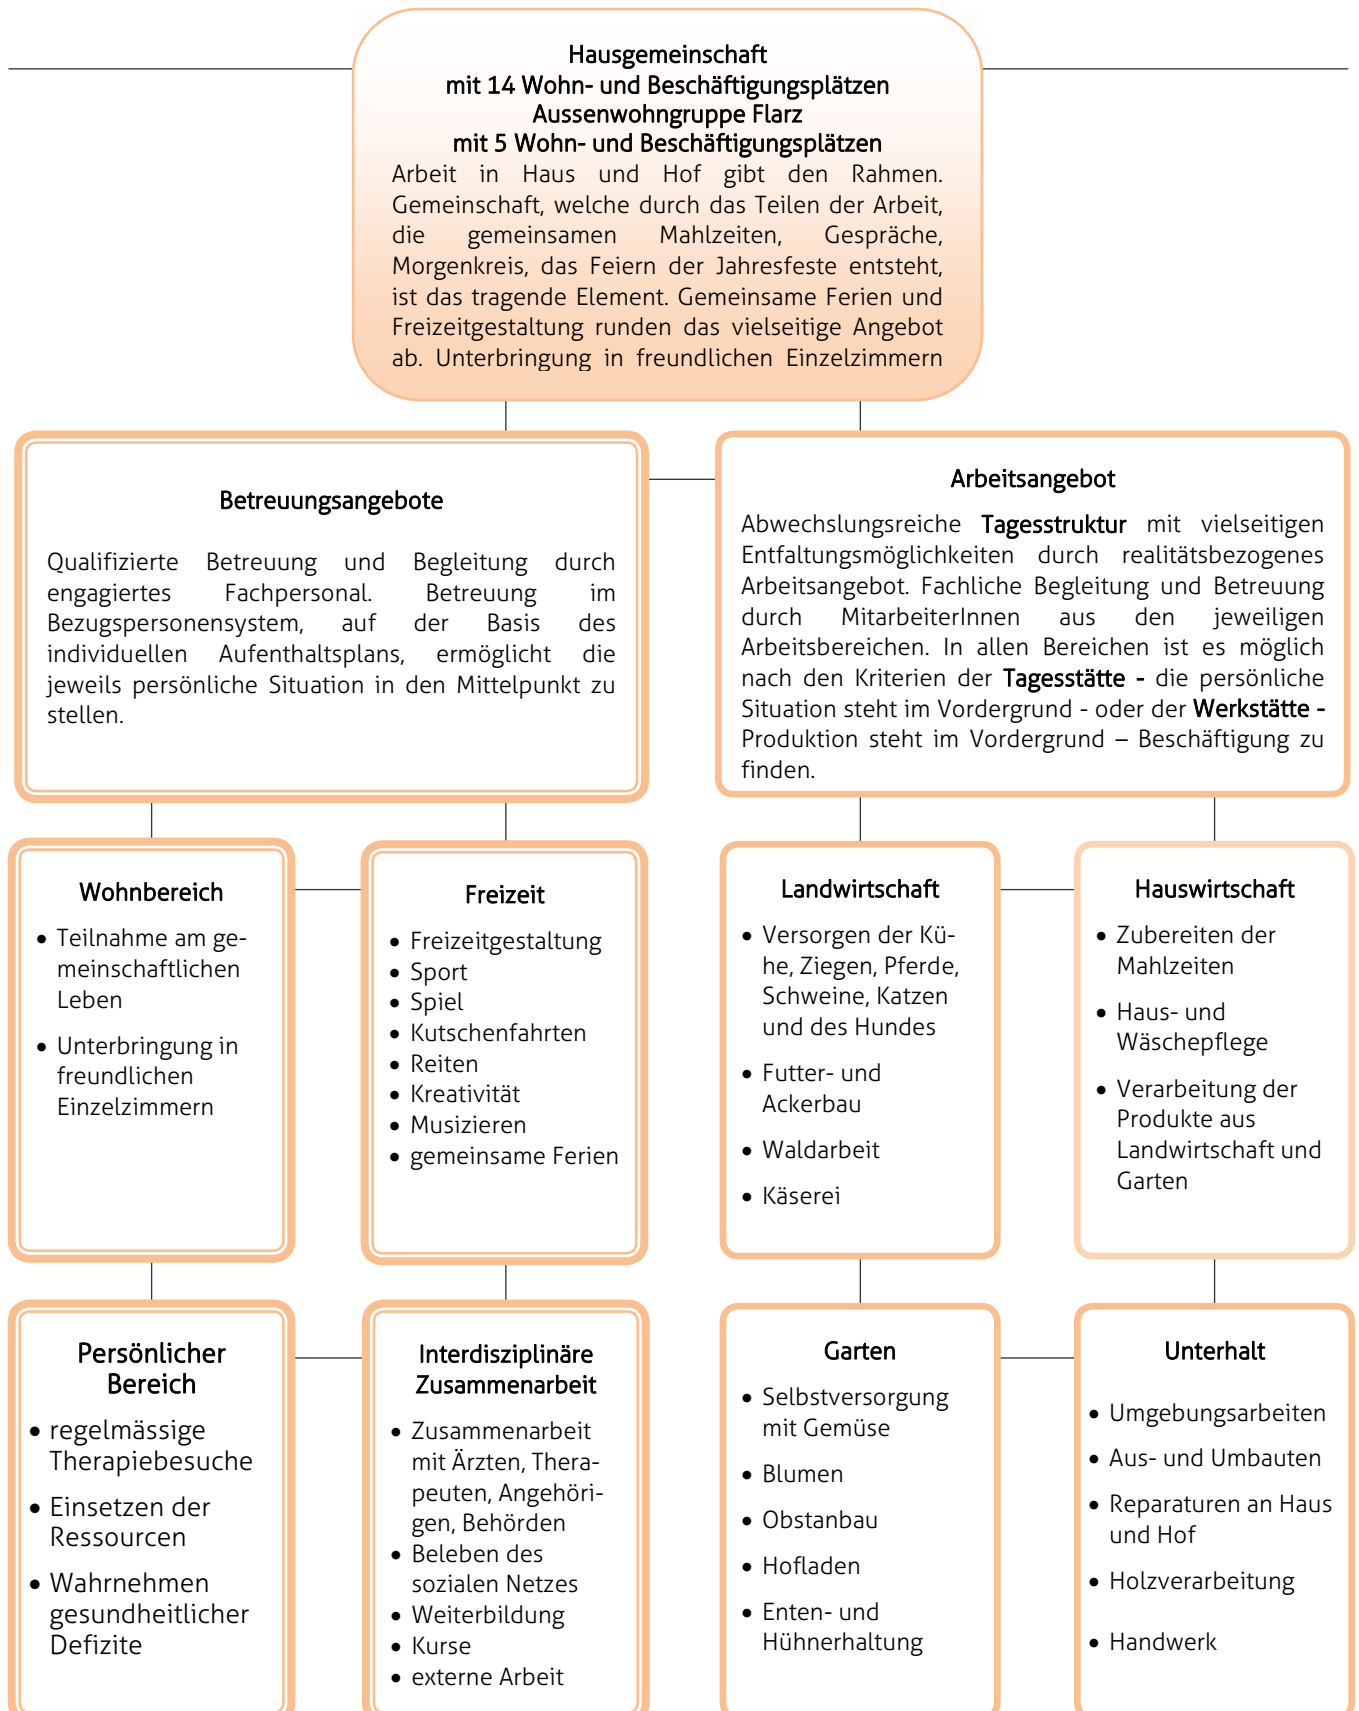 Hausgemeinschaft
mit 14 Wohn- und Beschäftigungsplätzen
Aussenwohngruppe Flarz
mit 5 Wohn- und Beschäftigungsplätzen
Arbeit in Haus und Hof gibt den Rahmen.
Gemeinschaft, welche durch das Teilen der Arbeit,
die gemeinsamen Mahlzeiten, Gespräche,
Morgenkreis, das Feiern der Jahresfeste entsteht,
ist das tragende Element. Gemeinsame Ferien und
Freizeitgestaltung runden das vielseitige Angebot
ab. Unterbringung in freundlichen Einzelzimmern
Betreuungsangebote
Qualifizierte Betreuung und Begleitung durch
engagiertes Fachpersonal. Betreuung im
Bezugspersonensystem, auf der Basis des
individuellen Aufenthaltsplans, ermöglicht die
jeweils persönliche Situation in den Mittelpunkt zu
stellen.
Arbeitsangebot
Abwechslungsreiche Tagesstruktur mit vielseitigen
Entfaltungsmöglichkeiten durch realitätsbezogenes
Arbeitsangebot. Fachliche Begleitung und Betreuung
durch MitarbeiterInnen aus den jeweiligen
Arbeitsbereichen. In allen Bereichen ist es möglich
nach den Kriterien der Tagesstätte - die persönliche
Situation steht im Vordergrund - oder der Werkstätte -
Produktion steht im Vordergrund – Beschäftigung zu
finden.
Wohnbereich
• Teilnahme am ge-
meinschaftlichen
Leben
• Unterbringung in
freundlichen
Einzelzimmern
Freizeit
• Freizeitgestaltung
• Sport
• Spiel
• Kutschenfahrten
• Reiten
• Kreativität
• Musizieren
• gemeinsame Ferien
Landwirtschaft
• Versorgen der Kü-
he, Ziegen, Pferde,
Schweine, Katzen
und des Hundes
• Futter- und
Ackerbau
• Waldarbeit
• Käserei
Hauswirtschaft
• Zubereiten der
Mahlzeiten
• Haus- und
Wäschepflege
• Verarbeitung der
Produkte aus
Landwirtschaft und
Garten
Persönlicher
Bereich
• regelmässige
Therapiebesuche
• Einsetzen der
Ressourcen
• Wahrnehmen
gesundheitlicher
Defizite
Interdisziplinäre
Zusammenarbeit
• Zusammenarbeit
mit Ärzten, Thera-
peuten, Angehöri-
gen, Behörden
• Beleben des
sozialen Netzes
• Weiterbildung
• Kurse
• externe Arbeit
Garten
• Selbstversorgung
mit Gemüse
• Blumen
• Obstanbau
• Hofladen
• Enten- und
Hühnerhaltung
Unterhalt
• Umgebungsarbeiten
• Aus- und Umbauten
• Reparaturen an Haus
und Hof
• Holzverarbeitung
• Handwerk